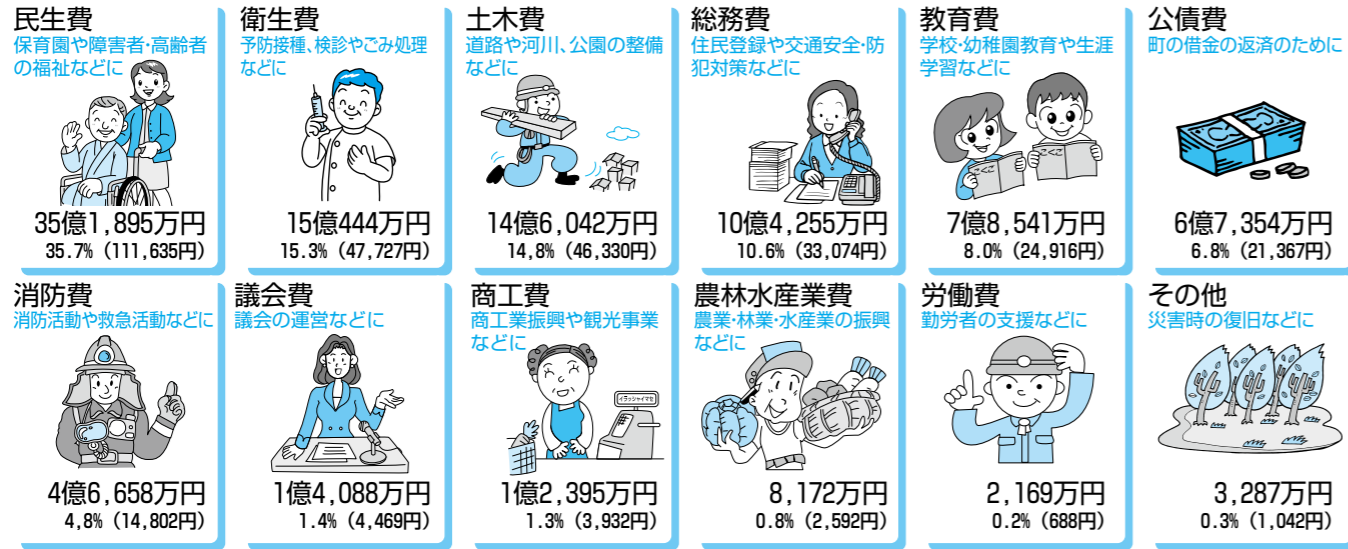 民生費
保育園や障害者・高齢者
の福祉などに
35億1,895万円
35.7%（111,635円）
衛生費
予防接種、検診やごみ処理
などに
15億444万円
15.3%（47,727円）
土木費
道路や河川、公園の整備
などに
14億6,042万円
14,8%（46,330円）
総務費
住民登録や交通安全・防
犯対策などに
10億4,255万円
10.6%（33,074円）
教育費
学校・幼稚園教育や生涯
学習などに
こくご
こくご
7億8,541万円
8.0%（24,916円）
公債費
町の借金の返済のために
6億7,354万円
6.8%（21,367円）
消防費
消防活動や救急活動などに
4億6,658万円
4,8%（14,802円）
議会費
議会の運営などに
1億4,088万円
1.4%（4,469円）
商工費
商工業振興や観光事業
などに
イラッシャイマセ
1億2,395万円
1.3%（3,932円）
農林水産業費
農業・林業・水産業の振興
などに
8,172万円
0.8%（2,592円）
労働費
勤労者の支援などに
2,169万円
0.2%（688円）
その他
災害時の復旧などに
3,287万円
0.3%（1,042円）